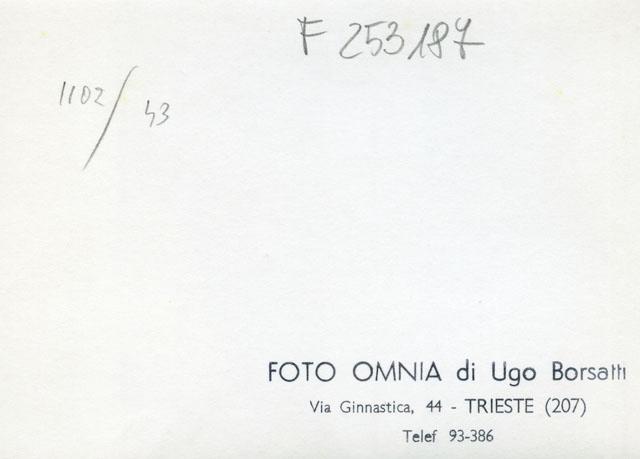 F 253187
1102/43
FOTO OMNIA di Ugo Borsatti
Via Ginnastica, 44 - TRIESTE (207)
Telef 93-386